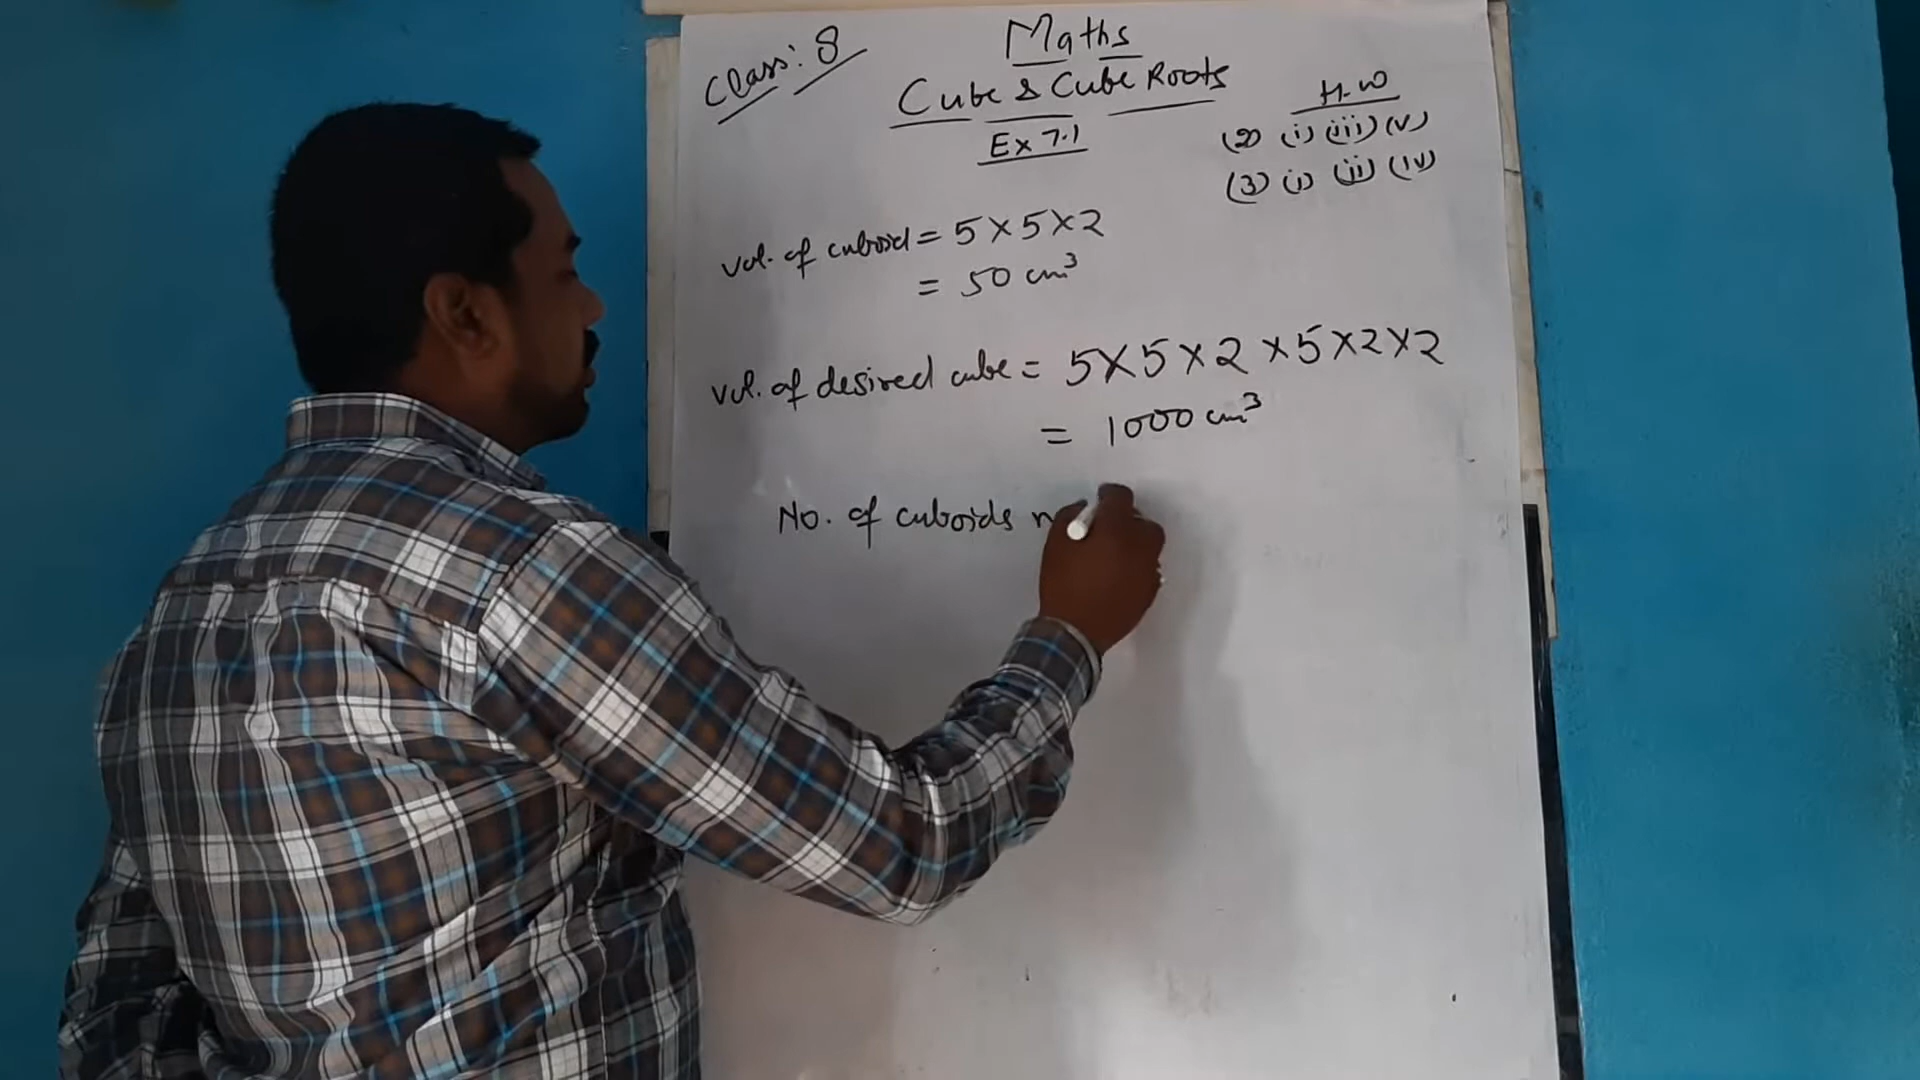 Class: 8
Maths
Cube & Cube Roots
Ex 7.1
H.W
(2) (i) (iii) (v)
(3) (i) (ii) (iv)
vol. of cuboid = 5×5×2
= 50 cm³
vol. of desired cube = 5×5×2×5×2×2
= 1000 cm³
No. of cuboids n